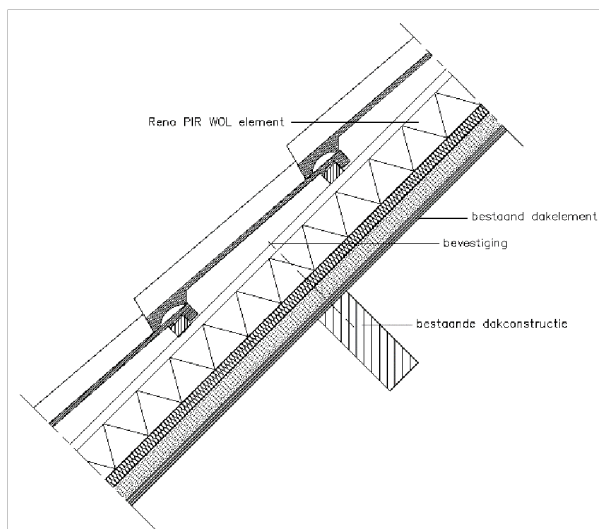 Reno PIR WOL element
bestaand dakelement
bevestiging
bestaande dakconstructie